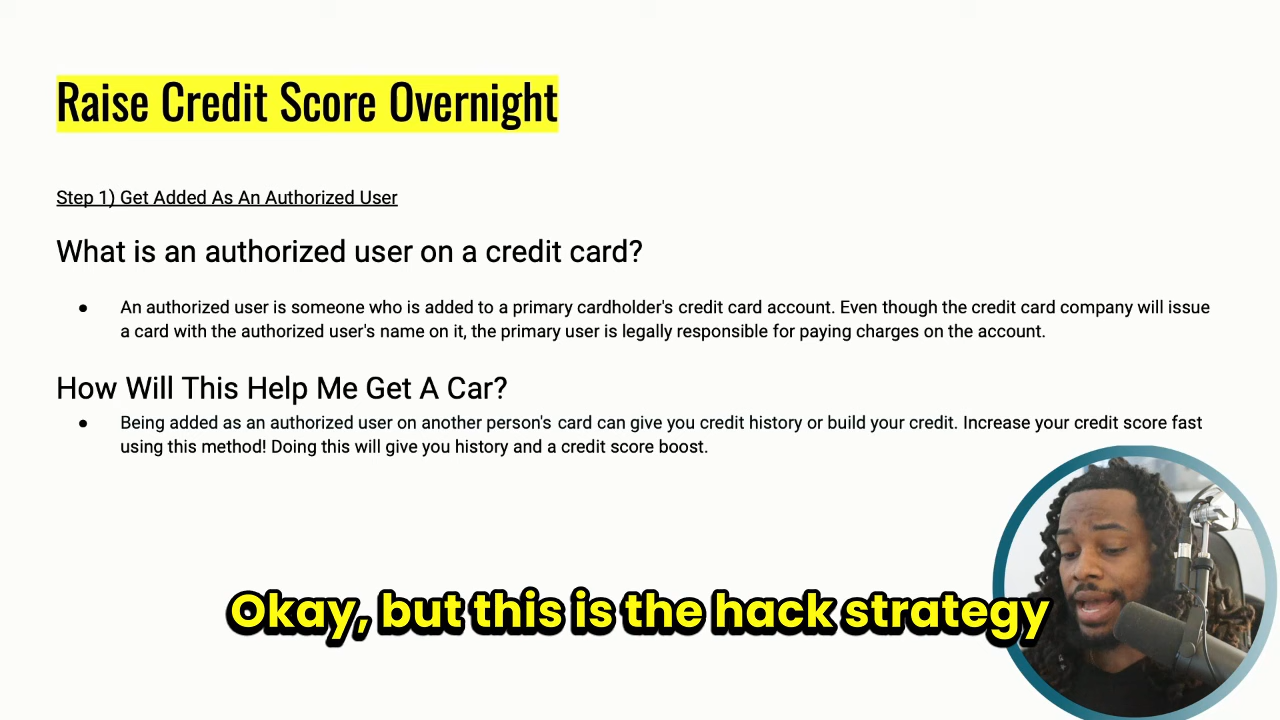 Raise Credit Score Overnight
Step 1) Get Added As An Authorized User
What is an authorized user on a credit card?
● An authorized user is someone who is added to a primary cardholder's credit card account. Even though the credit card company will issue
a card with the authorized user's name on it, the primary user is legally responsible for paying charges on the account.
How Will This Help Me Get A Car?
● Being added as an authorized user on another person's card can give you credit history or build your credit. Increase your credit score fast
using this method! Doing this will give you history and a credit score boost.
Okay, but this is the hack strategy